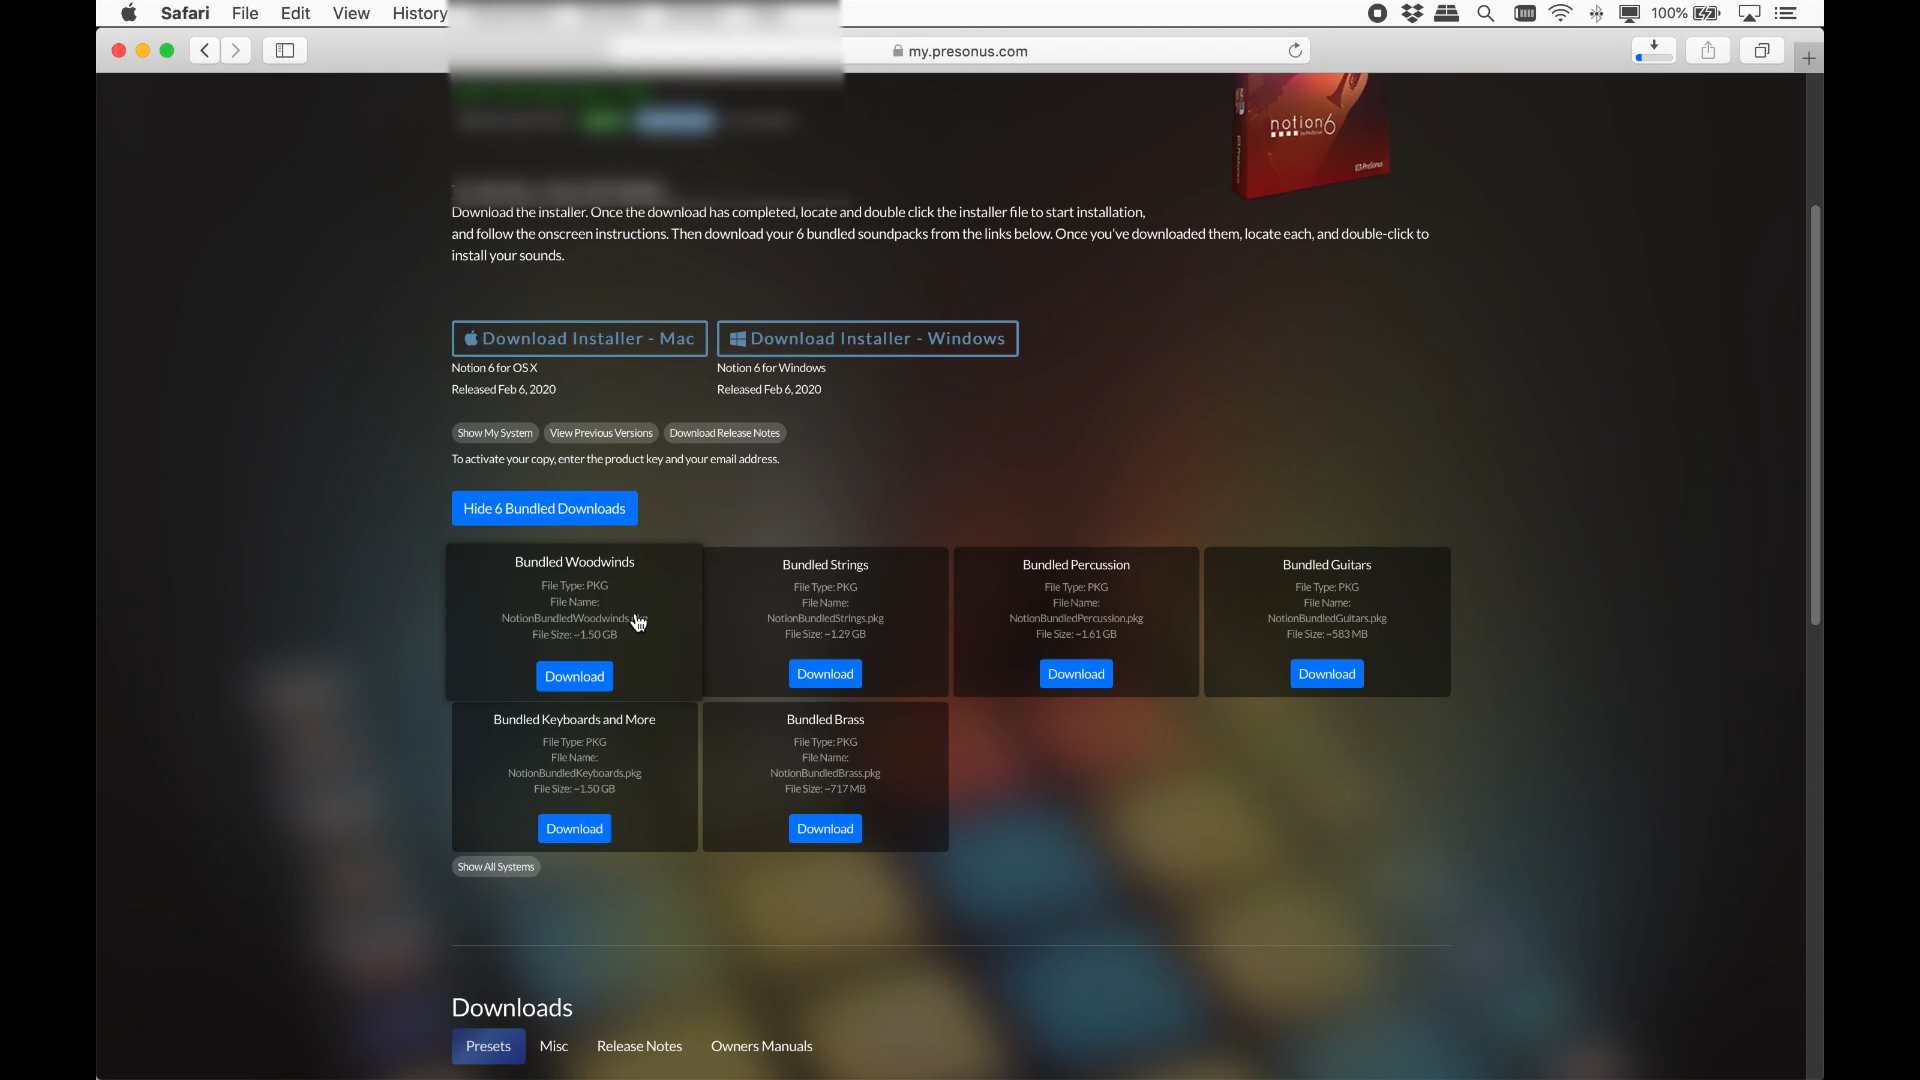 Safari File Edit View History
100%
my.presonus.com
notion6
by PreSonus
PreSonus
Download the installer. Once the download has completed, locate and double click the installer file to start installation,
and follow the onscreen instructions. Then download your 6 bundled soundpacks from the links below. Once you've downloaded them, locate each, and double-click to
install your sounds.
Download Installer - Mac Download Installer - Windows
Notion 6 for OS X Notion 6 for Windows
Released Feb 6, 2020 Released Feb 6, 2020
Show My System View Previous Versions Download Release Notes
To activate your copy, enter the product key and your email address.
Hide 6 Bundled Downloads
Bundled Woodwinds
File Type: PKG
File Name:
NotionBundledWoodwinds
File Size: ~1.50 GB
Download
Bundled Strings
File Type: PKG
File Name:
NotionBundledStrings.pkg
File Size: ~1.29 GB
Download
Bundled Percussion
File Type: PKG
File Name:
NotionBundledPercussion.pkg
File Size: ~1.61 GB
Download
Bundled Guitars
File Type: PKG
File Name:
NotionBundledGuitars.pkg
File Size: ~583 MB
Download
Bundled Keyboards and More
File Type: PKG
File Name:
NotionBundledKeyboards.pkg
File Size: ~1.50 GB
Download
Bundled Brass
File Type: PKG
File Name:
NotionBundledBrass.pkg
File Size: ~717 MB
Download
Show All Systems
Downloads
Presets Misc Release Notes Owners Manuals